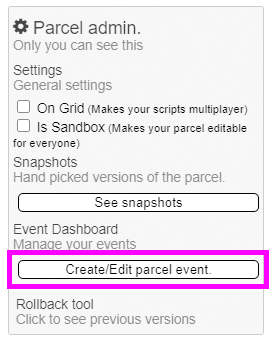 Parcel admin.
Only you can see this
Settings
General settings
On Grid (Makes your scripts multiplayer)
Is Sandbox (Makes your parcel editable
for everyone)
Snapshots
Hand picked versions of the parcel.
See snapshots
Event Dashboard
Manage your events
Create/Edit parcel event.
Rollback tool
Click to see previous versions